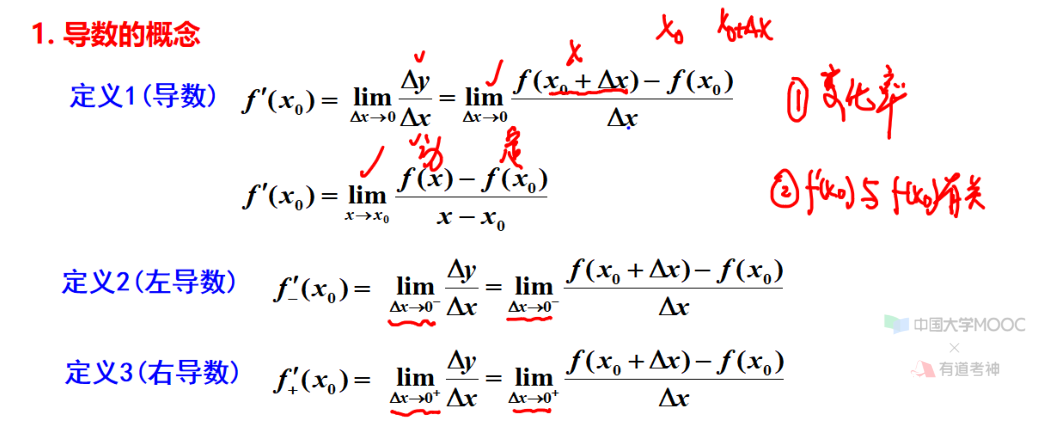 1. 导数的概念
x₀ x₀+Δx
x
定义1(导数) f′(x₀) = lim_{Δx→0} Δy/Δx = lim_{Δx→0} (f(x₀ + Δx) − f(x₀))/Δx
① 变化率
动 定
f′(x₀) = lim_{x→x₀} (f(x) − f(x₀))/(x − x₀)
② f′(x₀)与f(x₀)有关
定义2(左导数) f′₋(x₀) = lim_{Δx→0⁻} Δy/Δx = lim_{Δx→0⁻} (f(x₀ + Δx) − f(x₀))/Δx
中国大学MOOC
×
有道考神
定义3(右导数) f′₊(x₀) = lim_{Δx→0⁺} Δy/Δx = lim_{Δx→0⁺} (f(x₀ + Δx) − f(x₀))/Δx